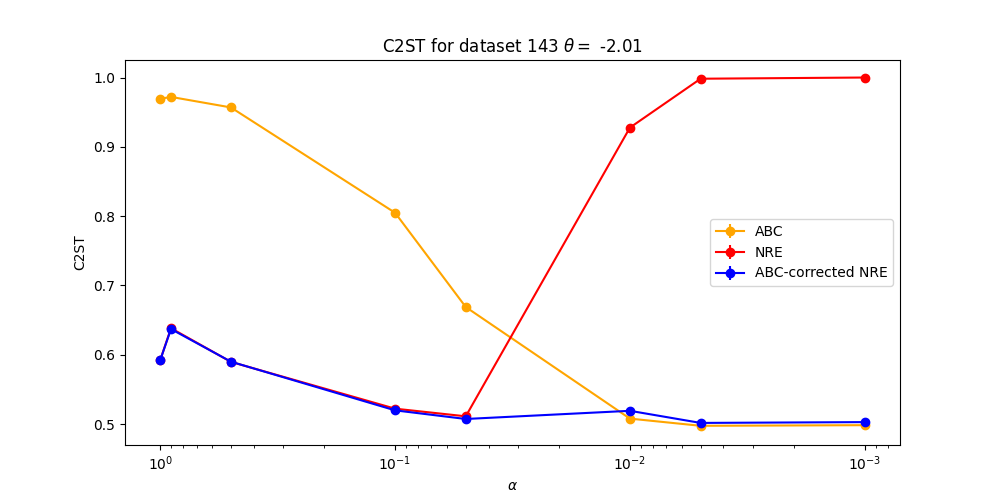 C2ST for dataset 143 θ = -2.01
C2ST
1.0
0.9
0.8
0.7
0.6
0.5
ABC
NRE
ABC-corrected NRE
10⁰
10⁻¹
10⁻²
10⁻³
α